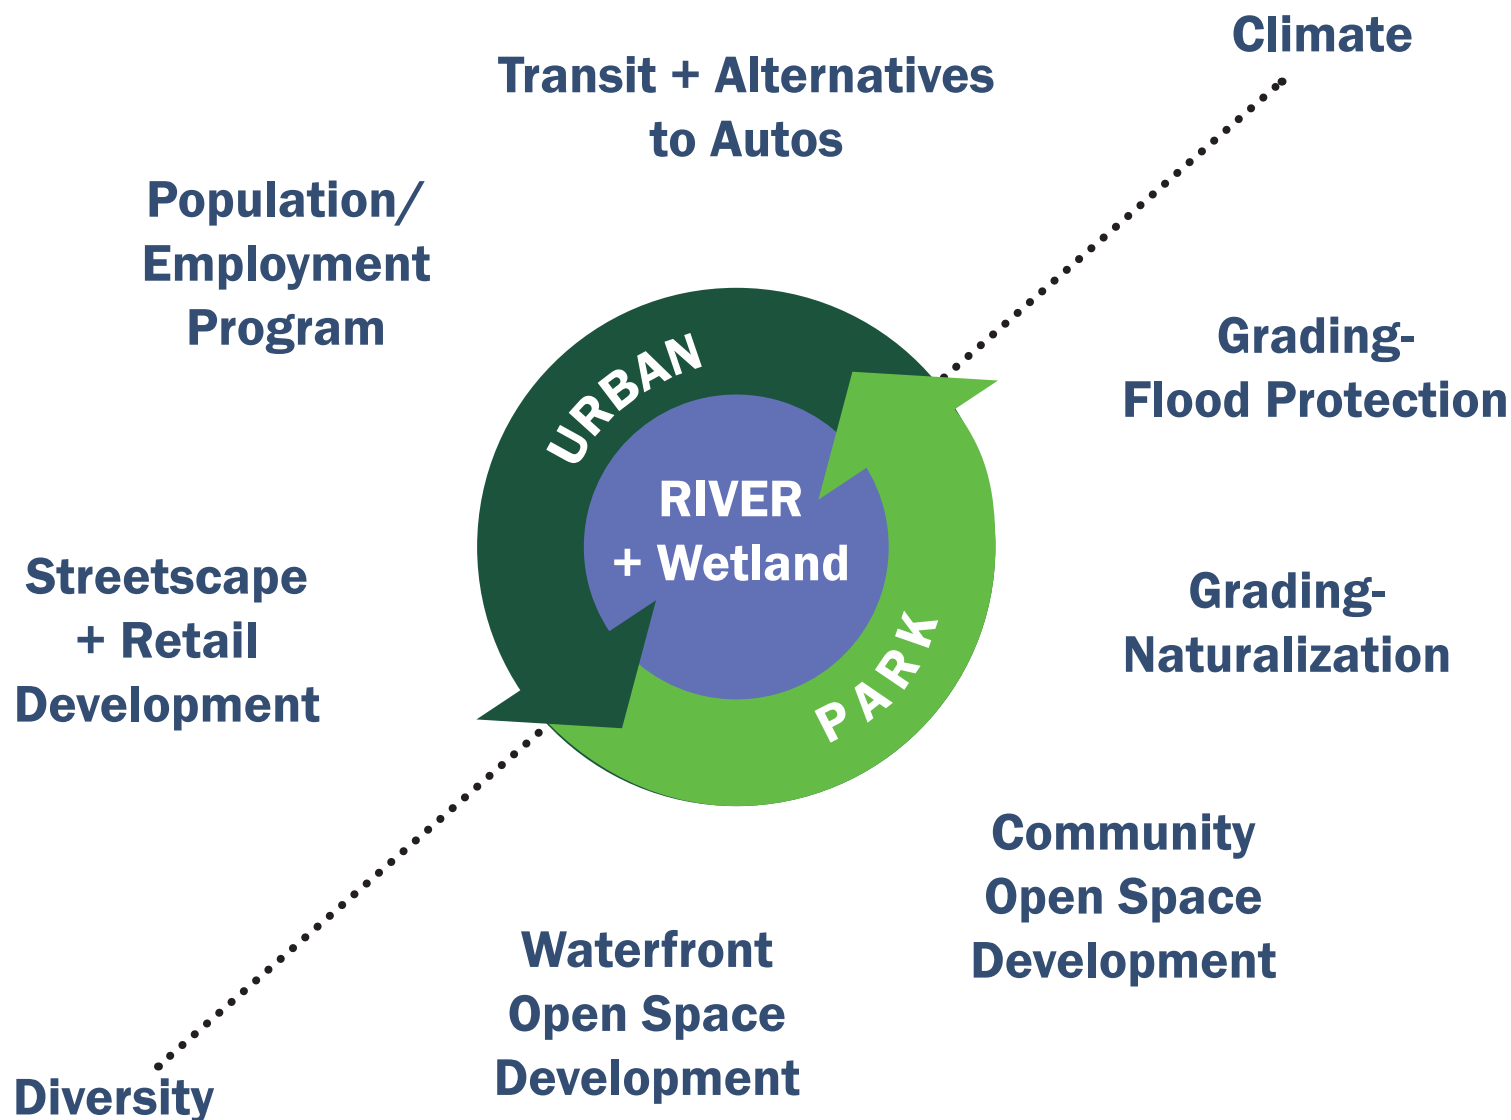 Climate
Transit + Alternatives
to Autos
Population/
Employment
Program
Grading-
Flood Protection
URBAN
RIVER
+ Wetland
PARK
Streetscape
+ Retail
Development
Grading-
Naturalization
Community
Open Space
Development
Waterfront
Open Space
Development
Diversity